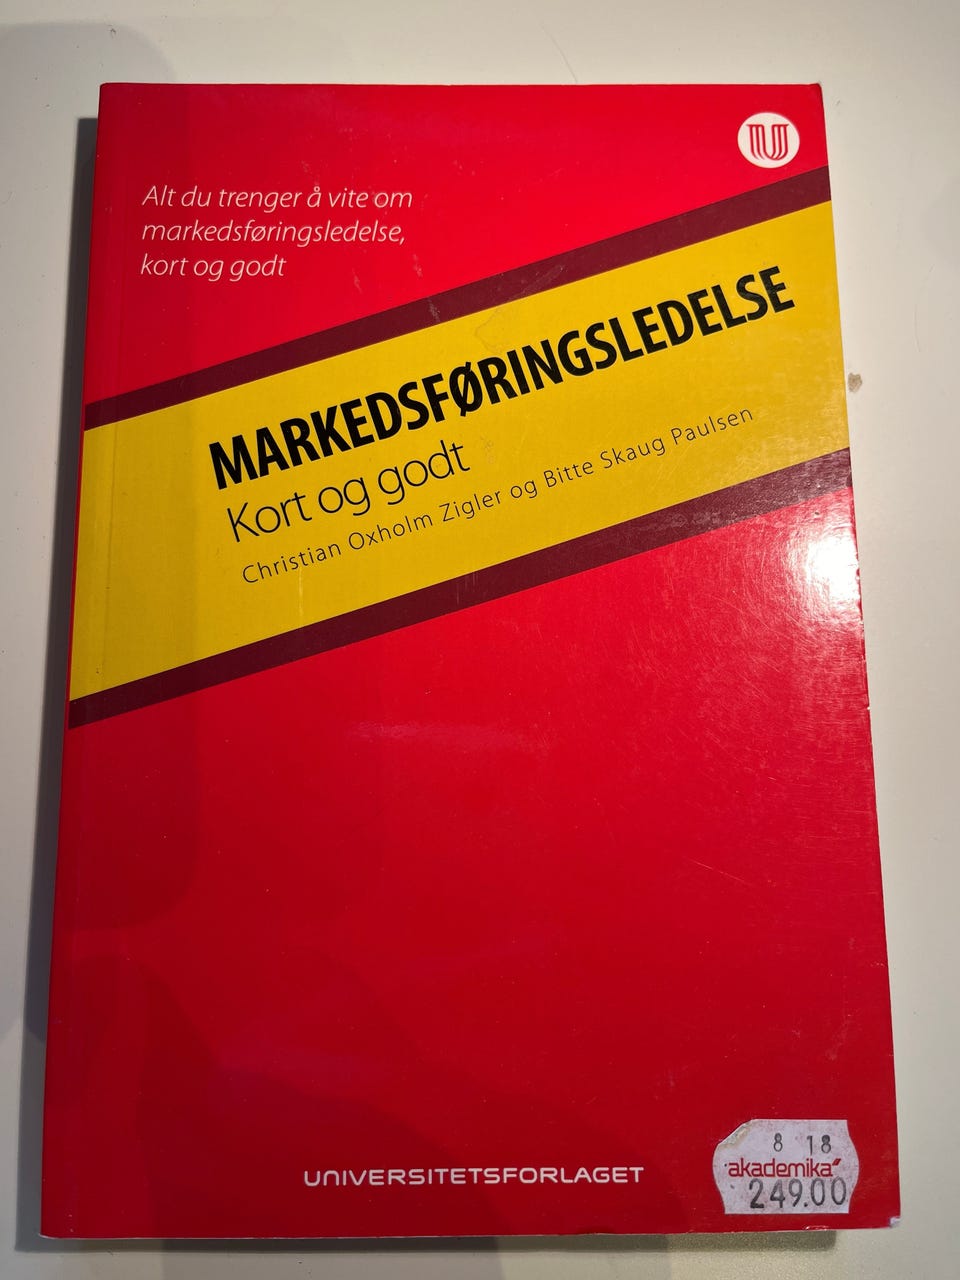 U
Alt du trenger å vite om
markedsføringsledelse,
kort og godt
MARKEDSFØRINGSLEDELSE
Kort og godt
Christian Oxholm Zigler og Bitte Skaug Paulsen
UNIVERSITETSFORLAGET
8 18
akademika
249.00